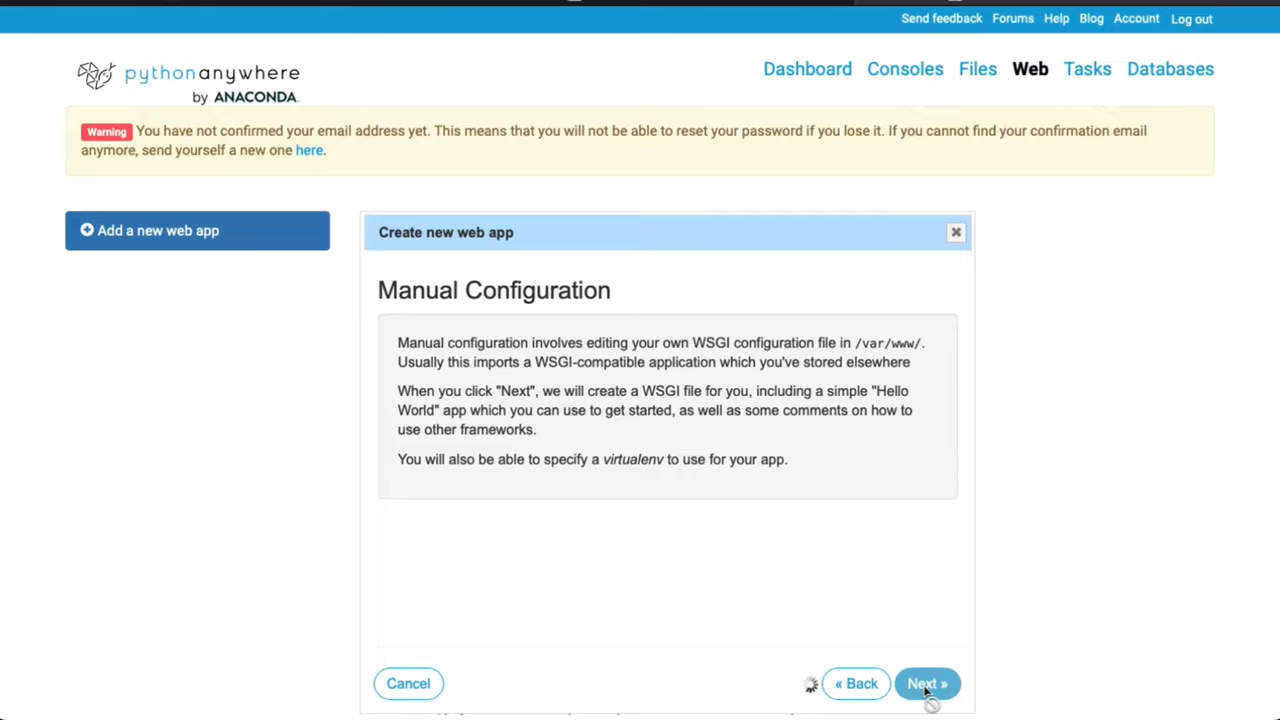 Send feedback Forums Help Blog Account Log out
pythonanywhere
by ANACONDA.
Dashboard Consoles Files Web Tasks Databases
Warning You have not confirmed your email address yet. This means that you will not be able to reset your password if you lose it. If you cannot find your confirmation email
anymore, send yourself a new one here.
Add a new web app
Create new web app
Manual Configuration
Manual configuration involves editing your own WSGI configuration file in /var/www/.
Usually this imports a WSGI-compatible application which you've stored elsewhere
When you click "Next", we will create a WSGI file for you, including a simple "Hello
World" app which you can use to get started, as well as some comments on how to
use other frameworks.
You will also be able to specify a virtualenv to use for your app.
Cancel
« Back
Next »